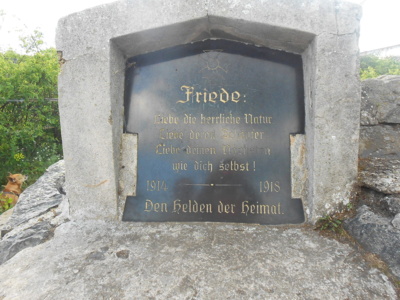 Friede:
Liebe die herrliche Natur
Liebe
Liebe deinen
wie dich selbst!
1914 1918
Den Helden der Heimat.